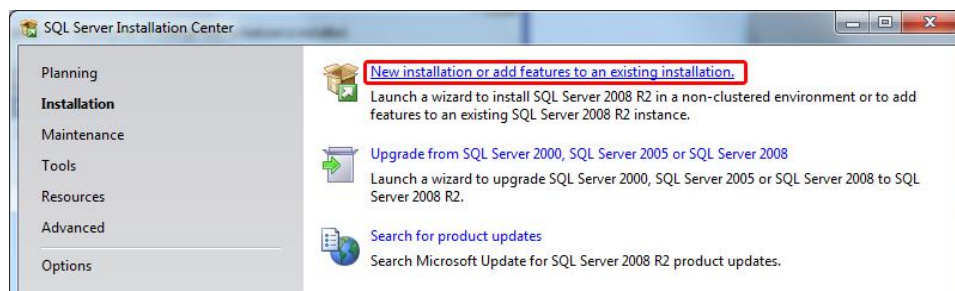 SQL Server Installation Center
Planning
Installation
Maintenance
Tools
Resources
Advanced
Options
New installation or add features to an existing installation.
Launch a wizard to install SQL Server 2008 R2 in a non-clustered environment or to add
features to an existing SQL Server 2008 R2 instance.
Upgrade from SQL Server 2000, SQL Server 2005 or SQL Server 2008
Launch a wizard to upgrade SQL Server 2000, SQL Server 2005 or SQL Server 2008 to SQL
Server 2008 R2.
Search for product updates
Search Microsoft Update for SQL Server 2008 R2 product updates.